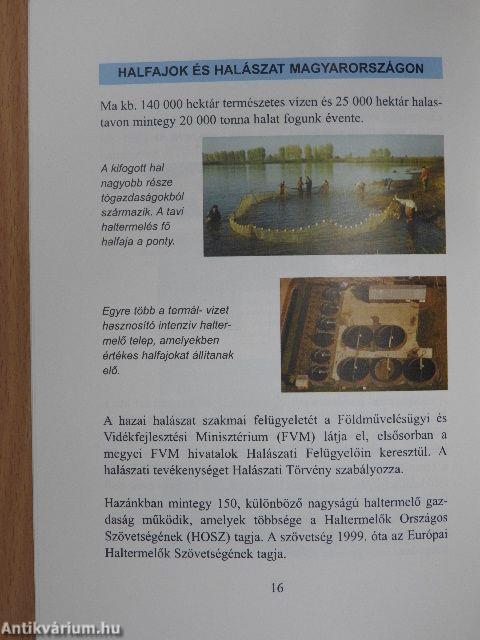 HALFAJOK ÉS HALÁSZAT MAGYARORSZÁGON
Ma kb. 140 000 hektár természetes vizen és 25 000 hektár halas-
tavon mintegy 20 000 tonna halat fogunk évente.
A kifogott hal
nagyobb része
tógazdaságokból
származik. A tavi
haltermelés fő
halfaja a ponty.
Egyre több a termál- vizet
hasznosító intenzív halter-
melő telep, amelyekben
értékes halfajokat állítanak
elő.
A hazai halászat szakmai felügyeletét a Földművelésügyi és
Vidékfejlesztési Minisztérium (FVM) látja el, elsősorban a
megyei FVM hivatalok Halászati Felügyelőin keresztül. A
halászati tevékenységet Halászati Törvény szabályozza.
Hazánkban mintegy 150, különböző nagyságú haltermelő gaz-
daság működik, amelyek többsége a Haltermelők Országos
Szövetségének (HOSZ) tagja. A szövetség 1999. óta az Európai
Haltermelők Szövetségének tagja.
16
Antikvárium.hu